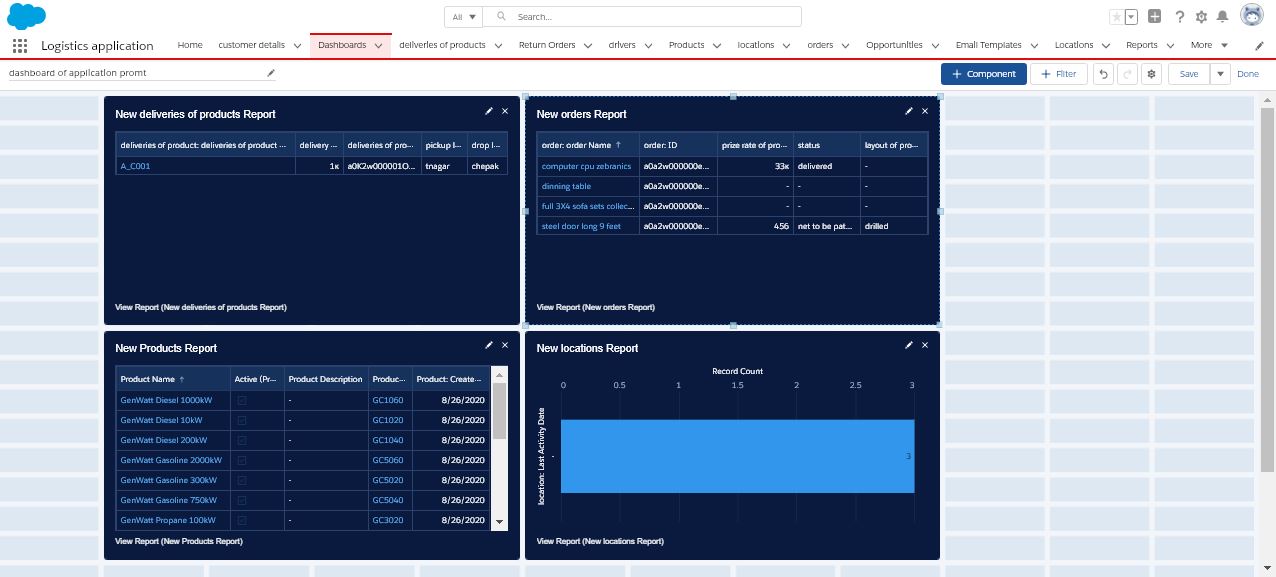 All
Search...
Logistics application
Home customer details Dashboards deliveries of products Return Orders drivers Products locations orders Opportunities Email Templates Locations Reports More
dashboard of application promt
+ Component + Filter Save Done
New deliveries of products Report
deliveries of product: deliveries of product ... delivery ... deliveries of pro... pickup l... drop l...
A_C001 1K a0K2w000001O... tnagar chepak
View Report (New deliveries of products Report)
New orders Report
order: order Name ↑ order: ID prize rate of pro... status layout of pro...
computer cpu zebranics a0a2w000000e... 33K delivered -
dinning table a0a2w000000e... - - -
full 3X4 sofa sets collec... a0a2w000000e... - - -
steel door long 9 feet a0a2w000000e... 456 net to be pat... drilled
View Report (New orders Report)
New Products Report
Product Name ↑ Active (Pr... Product Description Produc... Product: Create...
GenWatt Diesel 1000kW - GC1060 8/26/2020
GenWatt Diesel 10kW - GC1020 8/26/2020
GenWatt Diesel 200kW - GC1040 8/26/2020
GenWatt Gasoline 2000kW - GC5060 8/26/2020
GenWatt Gasoline 300kW - GC5020 8/26/2020
GenWatt Gasoline 750kW - GC5040 8/26/2020
GenWatt Propane 100kW - GC3020 8/26/2020
View Report (New Products Report)
New locations Report
Record Count
0 0.5 1 1.5 2 2.5 3
location: Last Activity Date
-
3
View Report (New locations Report)